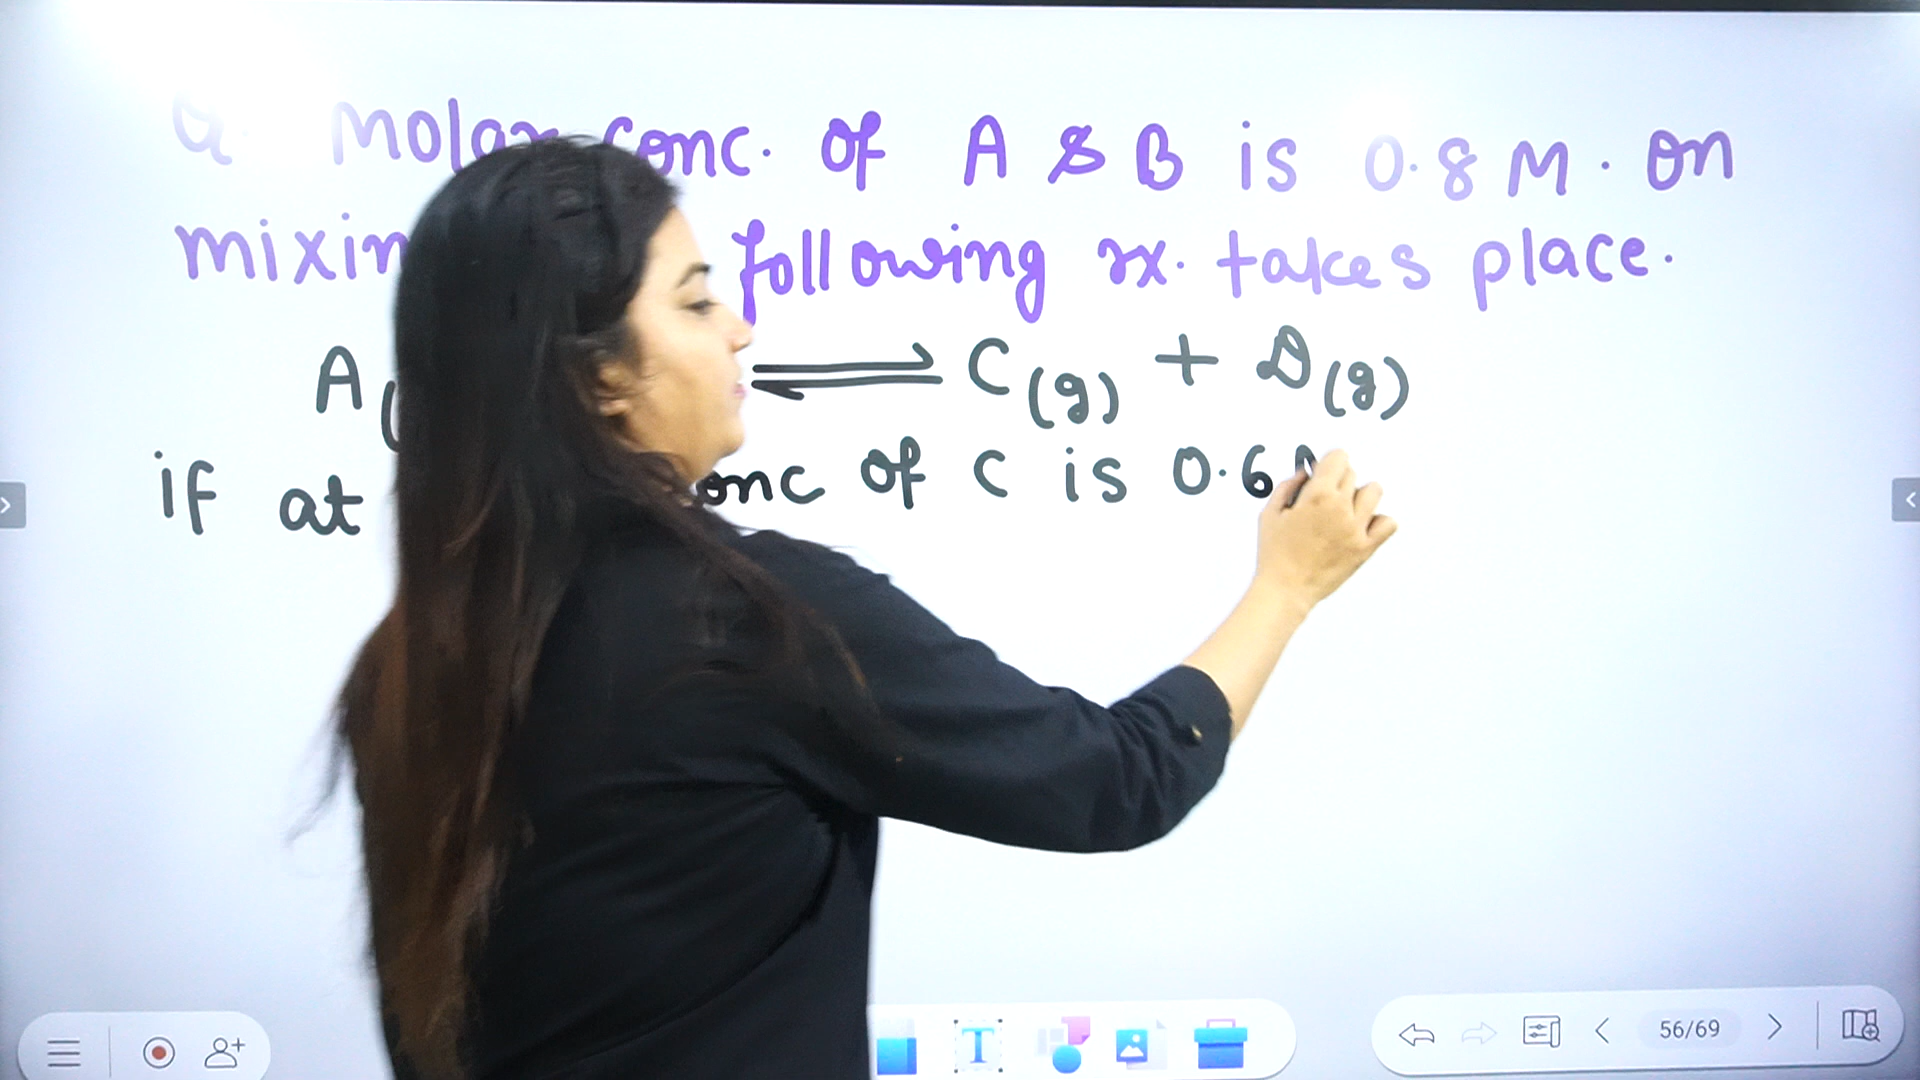 Q. Molar conc. of A & B is 0.8 M. On
mixin following rx. takes place.
A( ⇌ C(g) + D(g)
if at onc of C is 0.6
T
56/69